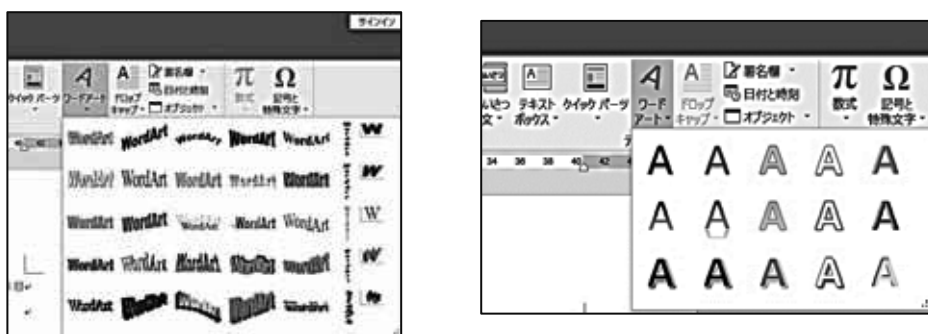 サインイン
クイック パーツ ワードアート ドロップ キャップ 署名欄 日付と時刻 オブジェクト π 数式 Ω 記号と 特殊文字
WordArt WordArt WordArt WordArt WordArt W
WordArt WordArt WordArt WordArt WordArt W
WordArt WordArt WordArt WordArt WordArt W
WordArt WordArt WordArt WordArt WordArt W
WordArt WordArt WordArt WordArt
テキスト ボックス クイック パーツ ワード アート ドロップ キャップ 署名欄 日付と時刻 オブジェクト π 数式 Ω 記号と 特殊文字
34 36 38 40 42
A A A A A
A A A A A
A A A A A